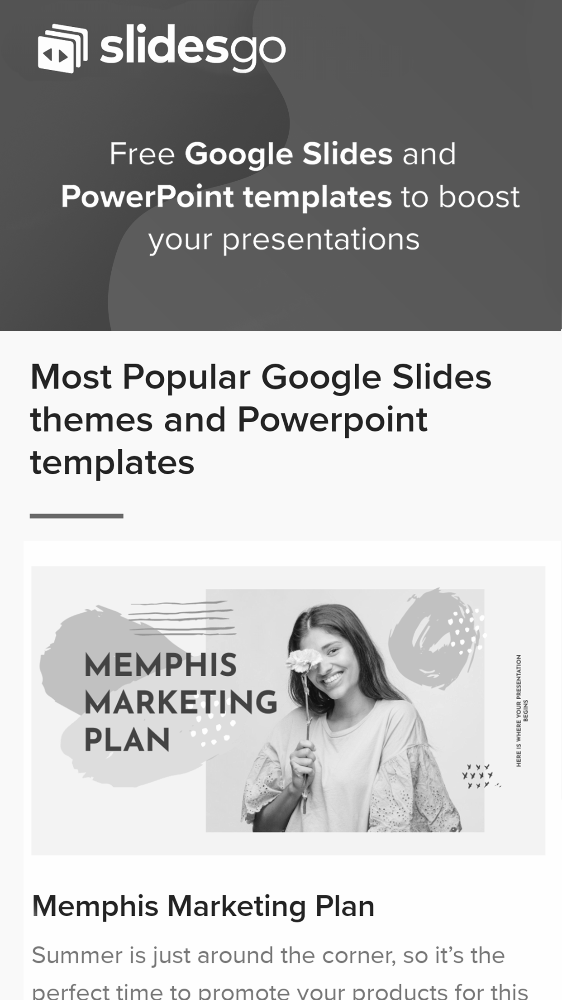 slidesgo
Free Google Slides and
PowerPoint templates to boost
your presentations
Most Popular Google Slides
themes and Powerpoint
templates
MEMPHIS
MARKETING
PLAN
HERE IS WHERE YOUR PRESENTATION
BEGINS
Memphis Marketing Plan
Summer is just around the corner, so it’s the
perfect time to promote your products for this